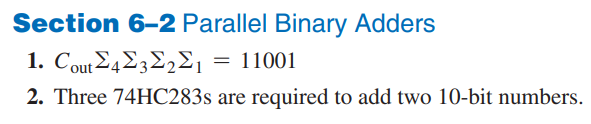 Section 6–2 Parallel Binary Adders
1. CoutΣ4Σ3Σ2Σ1 = 11001
2. Three 74HC283s are required to add two 10-bit numbers.